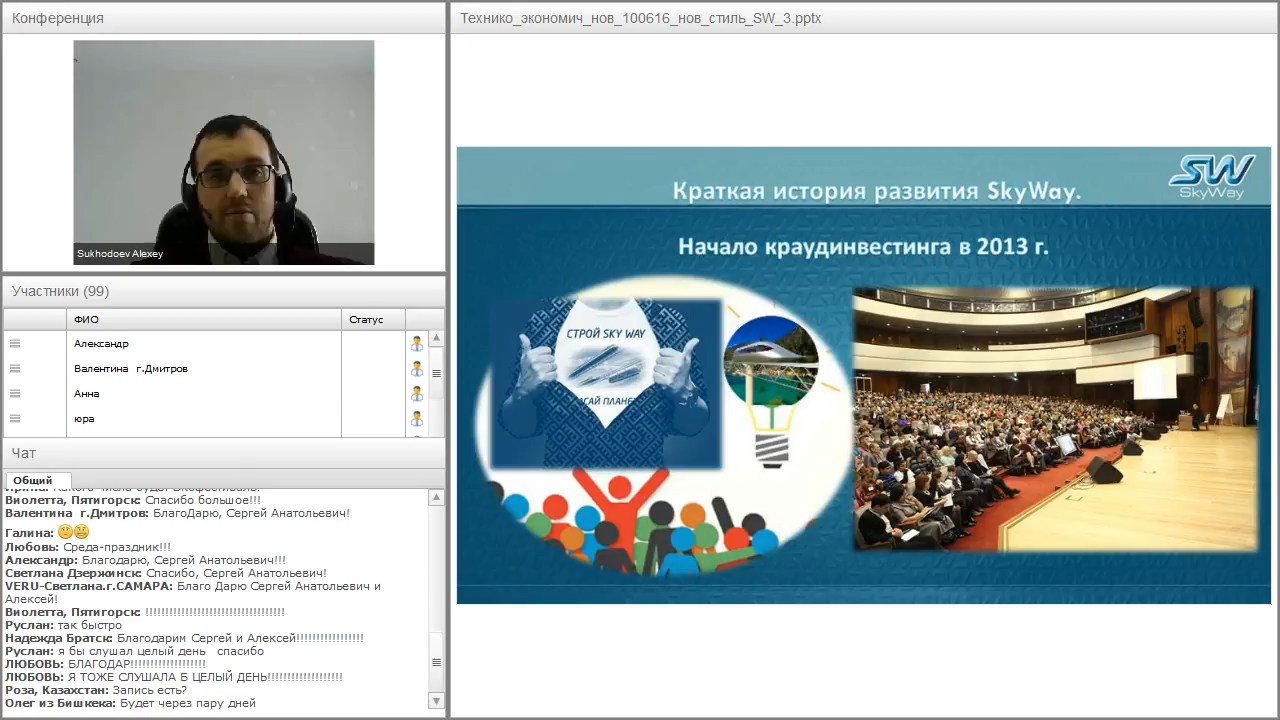 Конференция
Sukhodoev Alexey
Участники (99)
ФИО
Статус
Александр
Валентина г.Дмитров
Анна
юра
Чат
Общий
Виолетта, Пятигорск: Спасибо большое!!!
Валентина г.Дмитров: БлагоДарю, Сергей Анатольевич!
Галина:
Любовь: Среда-праздник!!!
Александр: Благодарю, Сергей Анатольевич!!!
Светлана Дзержинск: Спасибо, Сергей Анатольевич!
VERU-Светлана.г.САМАРА: Благо Дарю Сергей Анатольевич и
Алексей!
Виолетта, Пятигорск: !!!!!!!!!!!!!!!!!!!!!!!!!!!!!!!!!!!
Руслан: так быстро
Надежда Братск: Благодарим Сергей и Алексей!!!!!!!!!!!!!!!!!
Руслан: я бы слушал целый день спасибо
ЛЮБОВЬ: БЛАГОДАР!!!!!!!!!!!!!!!!!!!
ЛЮБОВЬ: Я ТОЖЕ СЛУШАЛА Б ЦЕЛЫЙ ДЕНЬ!!!!!!!!!!!!!!!!!!!
Роза, Казахстан: Запись есть?
Олег из Бишкека: Будет через пару дней
Технико_экономич_нов_100616_нов_стиль_SW_3.pptx
SW
SkyWay
Краткая история развития SkyWay.
Начало краудинвестинга в 2013 г.
СТРОЙ SKY WAY